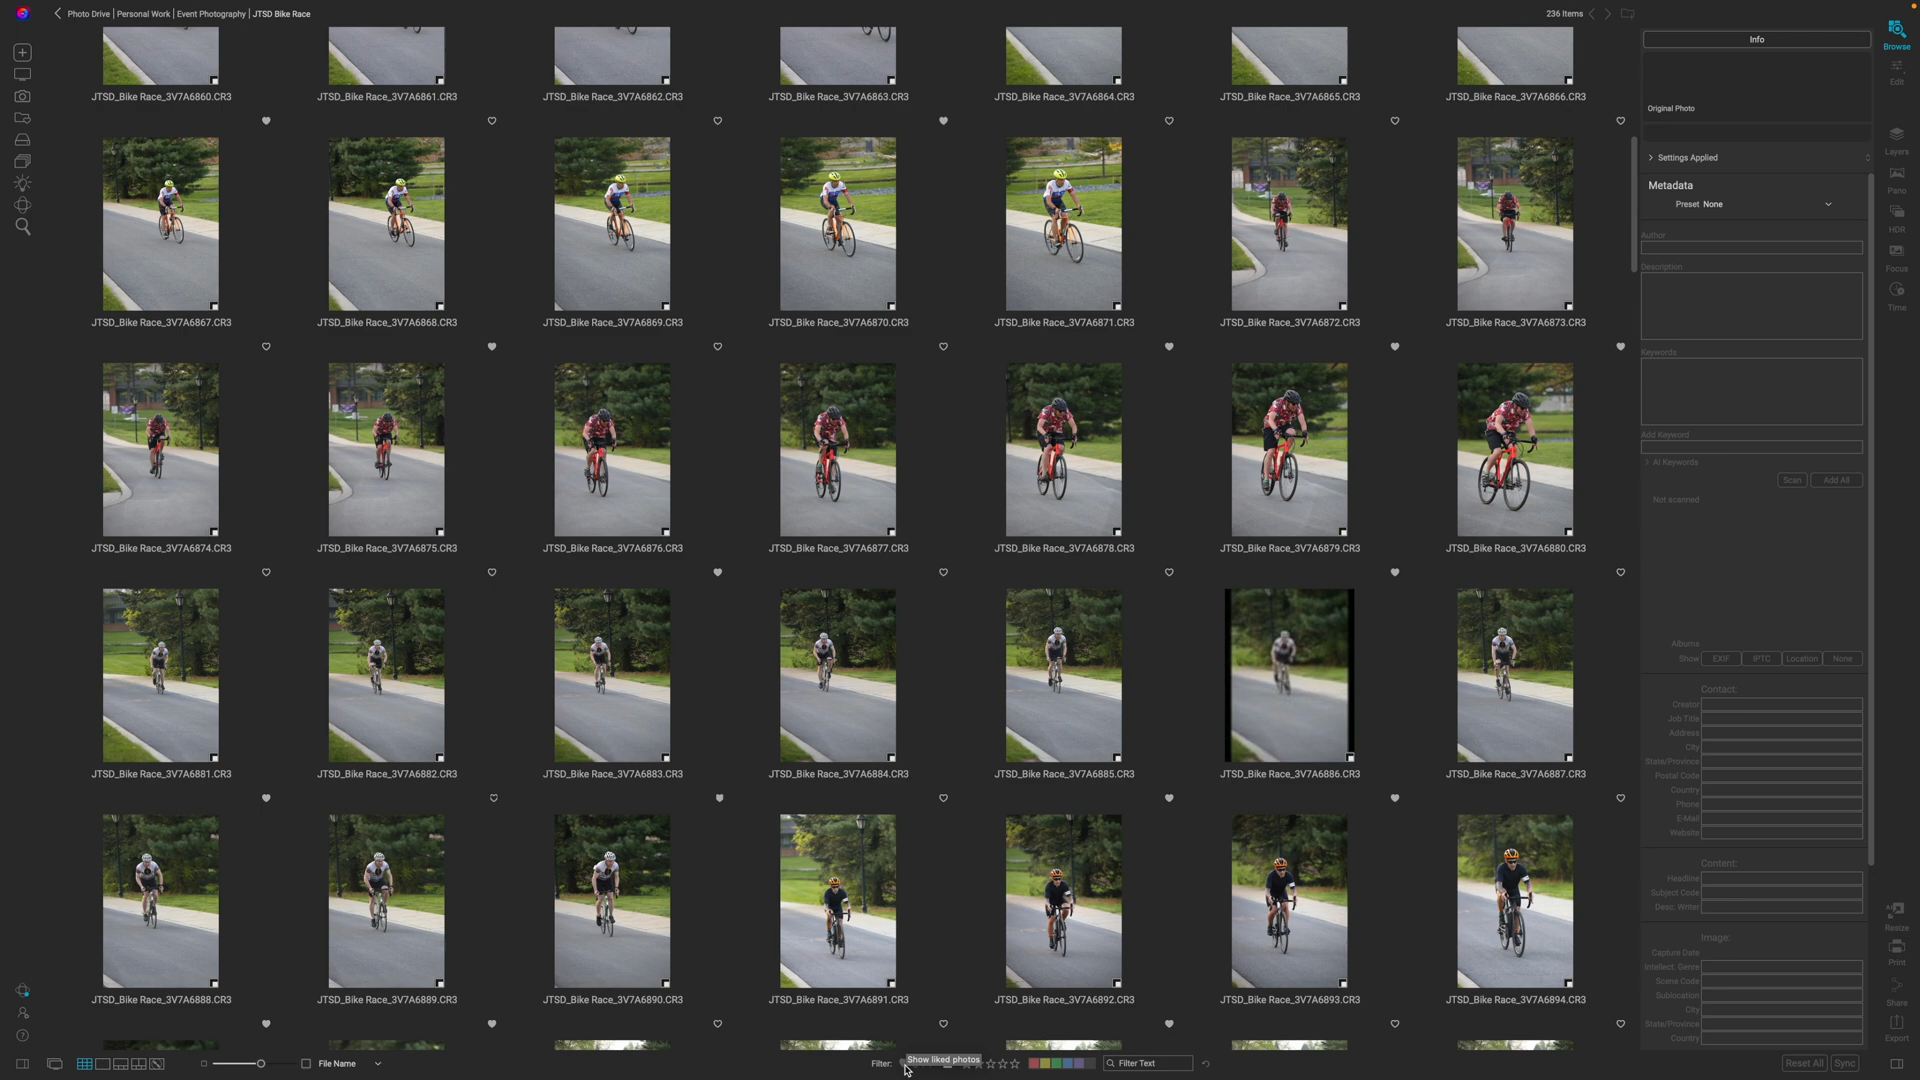 Photo Drive | Personal Work | Event Photography | JTSD Bike Race
236 Items
Info
Browse
Edit
JTSD_Bike Race_3V7A6860.CR3
JTSD_Bike Race_3V7A6861.CR3
JTSD_Bike Race_3V7A6862.CR3
JTSD_Bike Race_3V7A6863.CR3
JTSD_Bike Race_3V7A6864.CR3
JTSD_Bike Race_3V7A6865.CR3
JTSD_Bike Race_3V7A6866.CR3
Original Photo
Layers
Settings Applied
Metadata
Pano
Preset None
HDR
Author
Description
Focus
Time
JTSD_Bike Race_3V7A6867.CR3
JTSD_Bike Race_3V7A6868.CR3
JTSD_Bike Race_3V7A6869.CR3
JTSD_Bike Race_3V7A6870.CR3
JTSD_Bike Race_3V7A6871.CR3
JTSD_Bike Race_3V7A6872.CR3
JTSD_Bike Race_3V7A6873.CR3
Keywords
Add Keyword
AI Keywords
Scan
Add All
Not scanned
JTSD_Bike Race_3V7A6874.CR3
JTSD_Bike Race_3V7A6875.CR3
JTSD_Bike Race_3V7A6876.CR3
JTSD_Bike Race_3V7A6877.CR3
JTSD_Bike Race_3V7A6878.CR3
JTSD_Bike Race_3V7A6879.CR3
JTSD_Bike Race_3V7A6880.CR3
Albums
Show EXIF IPTC Location None
Contact:
Creator
Job Title
Address
City
State/Province
Postal Code
Country
Phone
E-Mail
Website
JTSD_Bike Race_3V7A6881.CR3
JTSD_Bike Race_3V7A6882.CR3
JTSD_Bike Race_3V7A6883.CR3
JTSD_Bike Race_3V7A6884.CR3
JTSD_Bike Race_3V7A6885.CR3
JTSD_Bike Race_3V7A6886.CR3
JTSD_Bike Race_3V7A6887.CR3
Content:
Headline
Subject Code
Desc. Writer
Resize
Image:
Capture Date
Intellect. Genre
Scene Code
Sublocation
City
State/Province
Country
Print
Share
Export
JTSD_Bike Race_3V7A6888.CR3
JTSD_Bike Race_3V7A6889.CR3
JTSD_Bike Race_3V7A6890.CR3
JTSD_Bike Race_3V7A6891.CR3
JTSD_Bike Race_3V7A6892.CR3
JTSD_Bike Race_3V7A6893.CR3
JTSD_Bike Race_3V7A6894.CR3
File Name
Filter:
Show liked photos
Filter Text
Reset All
Sync